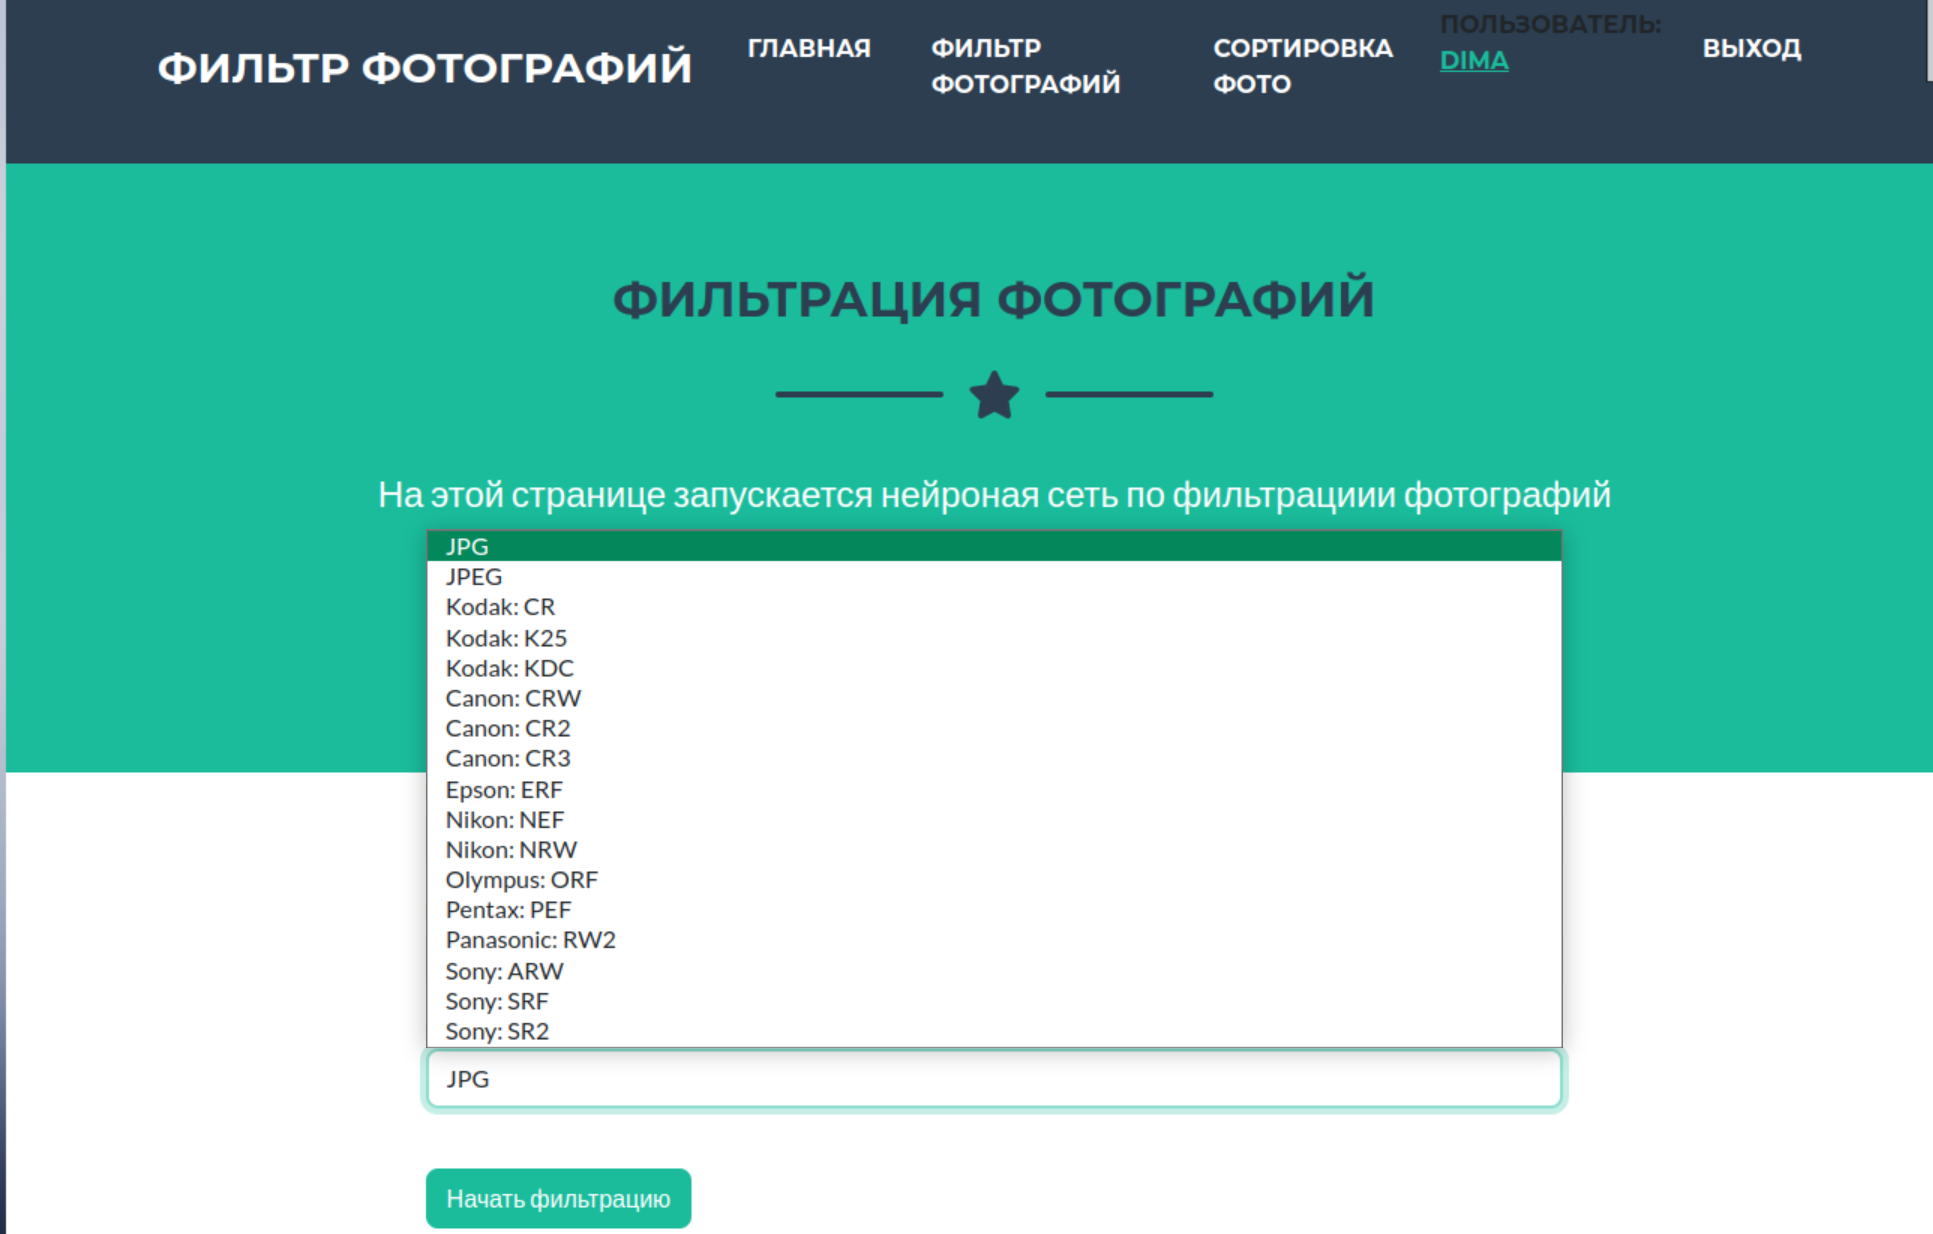 ФИЛЬТР ФОТОГРАФИЙ
ГЛАВНАЯ
ФИЛЬТР
ФОТОГРАФИЙ
СОРТИРОВКА
ФОТО
ПОЛЬЗОВАТЕЛЬ:
DIMA
ВЫХОД
ФИЛЬТРАЦИЯ ФОТОГРАФИЙ
На этой странице запускается нейроная сеть по фильтрациии фотографий
JPG
JPEG
Kodak: CR
Kodak: K25
Kodak: KDC
Canon: CRW
Canon: CR2
Canon: CR3
Epson: ERF
Nikon: NEF
Nikon: NRW
Olympus: ORF
Pentax: PEF
Panasonic: RW2
Sony: ARW
Sony: SRF
Sony: SR2
JPG
Начать фильтрацию